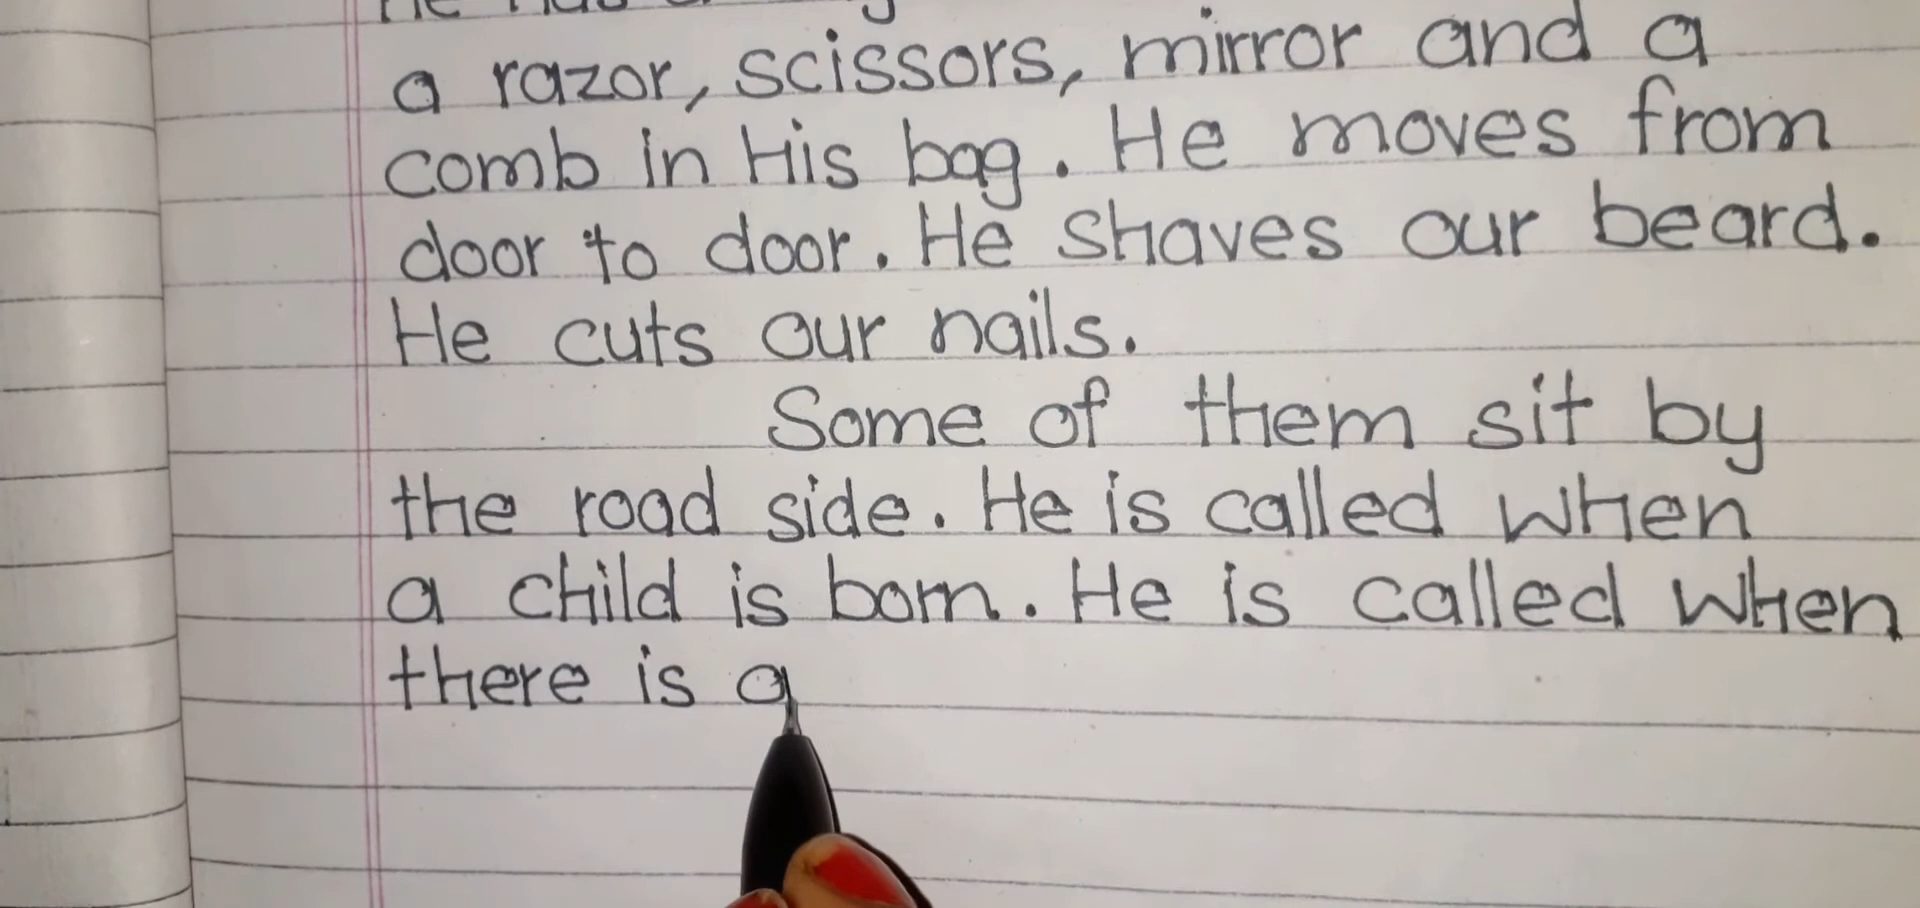 He has a
a razor, scissors, mirror and a
comb in his bag. He moves from
door to door. He shaves our beard.
He cuts our nails.
Some of them sit by
the road side. He is called when
a child is born. He is called when
there is a